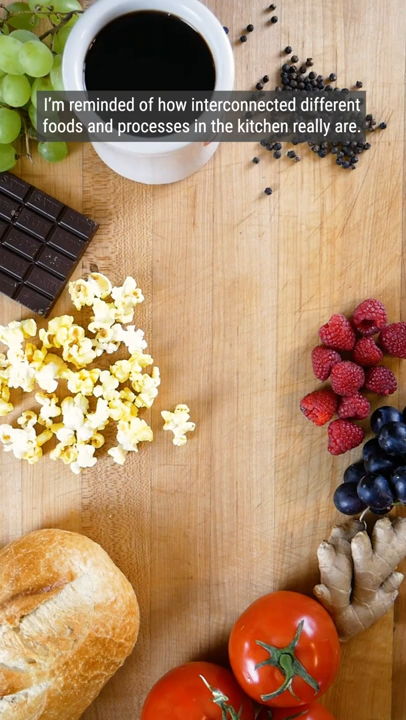 I'm reminded of how interconnected different
foods and processes in the kitchen really are.